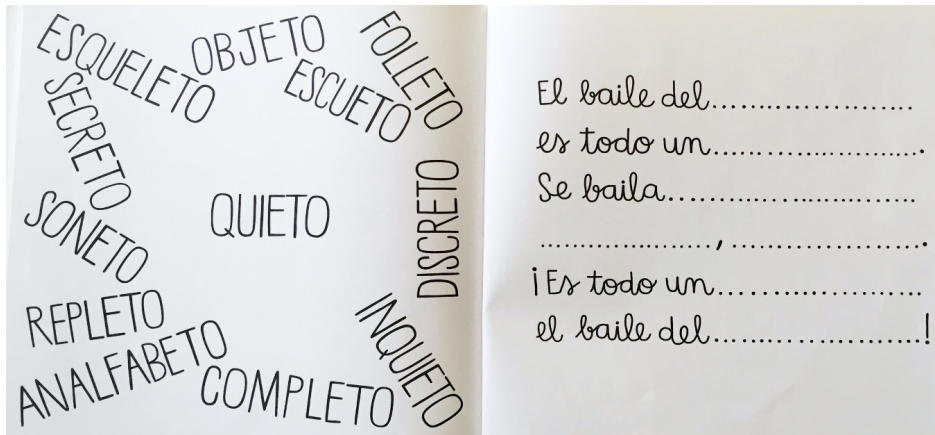 ESQUELETO
OBJETO
FOLLETO
ESCUETO
SECRETO
DISCRETO
QUIETO
SONETO
REPLETO
INQUIETO
ANALFABETO
COMPLETO
El baile del......................
es todo un......................
Se baila..........................
...................., .....................
¡Es todo un......................
el baile del......................!